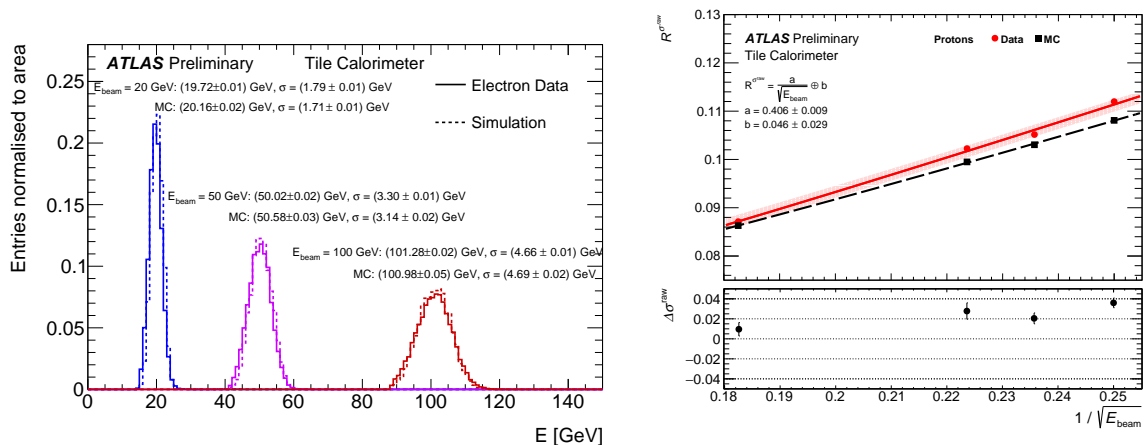 ATLAS Preliminary Tile Calorimeter
E_beam = 20 GeV: (19.72±0.01) GeV, σ = (1.79 ± 0.01) GeV
MC: (20.16±0.02) GeV, σ = (1.71 ± 0.01) GeV
Electron Data
Simulation
E_beam = 50 GeV: (50.02±0.02) GeV, σ = (3.30 ± 0.01) GeV
MC: (50.58±0.03) GeV, σ = (3.14 ± 0.02) GeV
E_beam = 100 GeV: (101.28±0.02) GeV, σ = (4.66 ± 0.01) GeV
MC: (100.98±0.05) GeV, σ = (4.69 ± 0.02) GeV
Entries normalised to area
0.25
0.2
0.15
0.1
0.05
0
0 20 40 60 80 100 120 140
E [GeV]
R^σ^raw
0.13
0.12
0.11
0.1
0.09
0.08
ATLAS Preliminary
Tile Calorimeter
Protons Data MC
R^σ^raw = a / √E_beam ⊕ b
a = 0.406 ± 0.009
b = 0.046 ± 0.029
Δσ^raw
0.04
0.02
0
−0.02
−0.04
0.18 0.19 0.20 0.21 0.22 0.23 0.24 0.25
1 / √E_beam